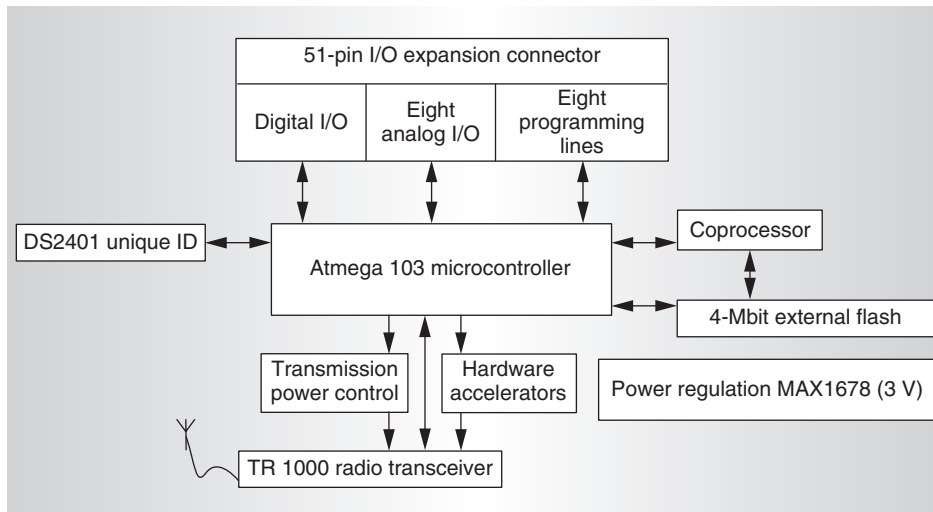 51-pin I/O expansion connector
Digital I/O
Eight
analog I/O
Eight
programming
lines
DS2401 unique ID
Atmega 103 microcontroller
Coprocessor
4-Mbit external flash
Transmission
power control
Hardware
accelerators
Power regulation MAX1678 (3 V)
TR 1000 radio transceiver